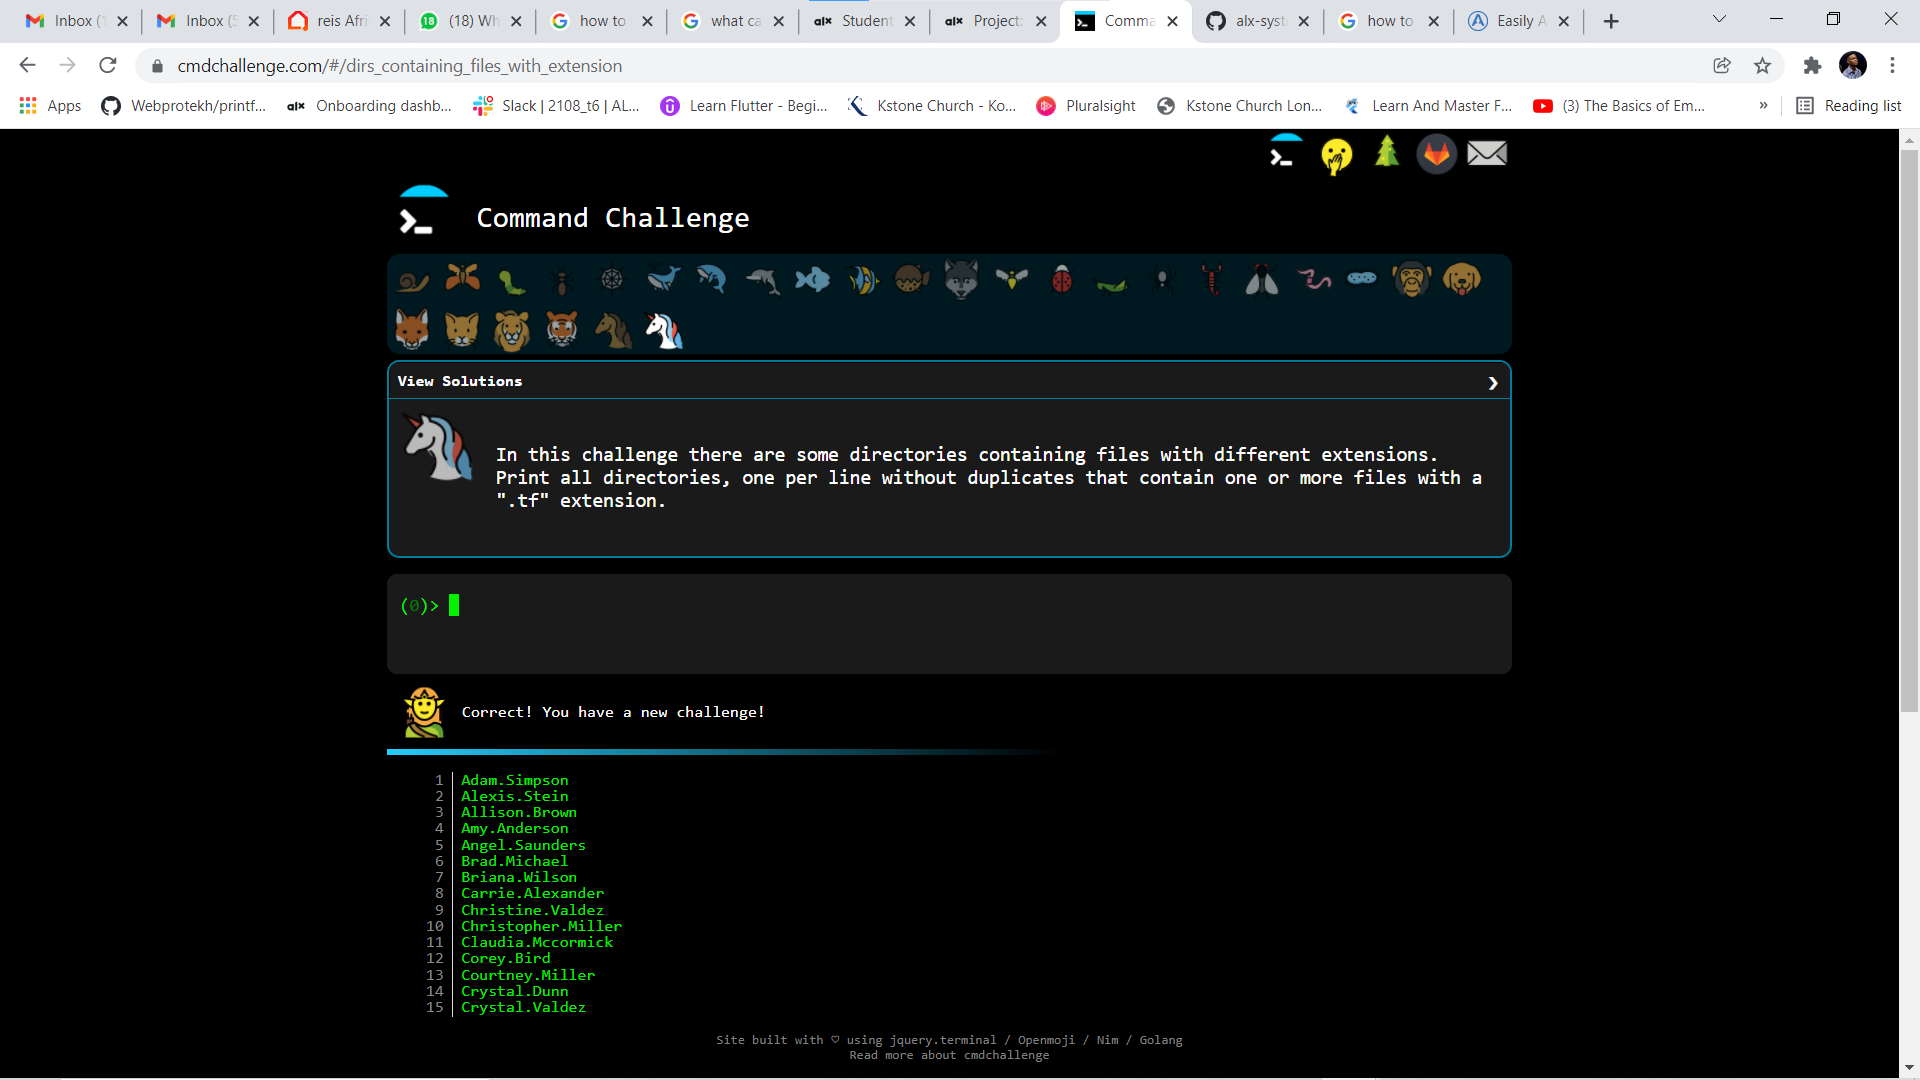 Inbox (1
Inbox (5
reis Afri
(18) Wh
how to
what ca
Student
Project:
Comma
alx-syst
how to
Easily A
cmdchallenge.com/#/dirs_containing_files_with_extension
Apps
Webprotekh/printf...
Onboarding dashb...
Slack | 2108_t6 | AL...
Learn Flutter - Begi...
Kstone Church - Ko...
Pluralsight
Kstone Church Lon...
Learn And Master F...
(3) The Basics of Em...
»
Reading list
Command Challenge
View Solutions
In this challenge there are some directories containing files with different extensions.
Print all directories, one per line without duplicates that contain one or more files with a
".tf" extension.
(0)>
Correct! You have a new challenge!
1 Adam.Simpson
2 Alexis.Stein
3 Allison.Brown
4 Amy.Anderson
5 Angel.Saunders
6 Brad.Michael
7 Briana.Wilson
8 Carrie.Alexander
9 Christine.Valdez
10 Christopher.Miller
11 Claudia.Mccormick
12 Corey.Bird
13 Courtney.Miller
14 Crystal.Dunn
15 Crystal.Valdez
Site built with ♡ using jquery.terminal / Openmoji / Nim / Golang
Read more about cmdchallenge